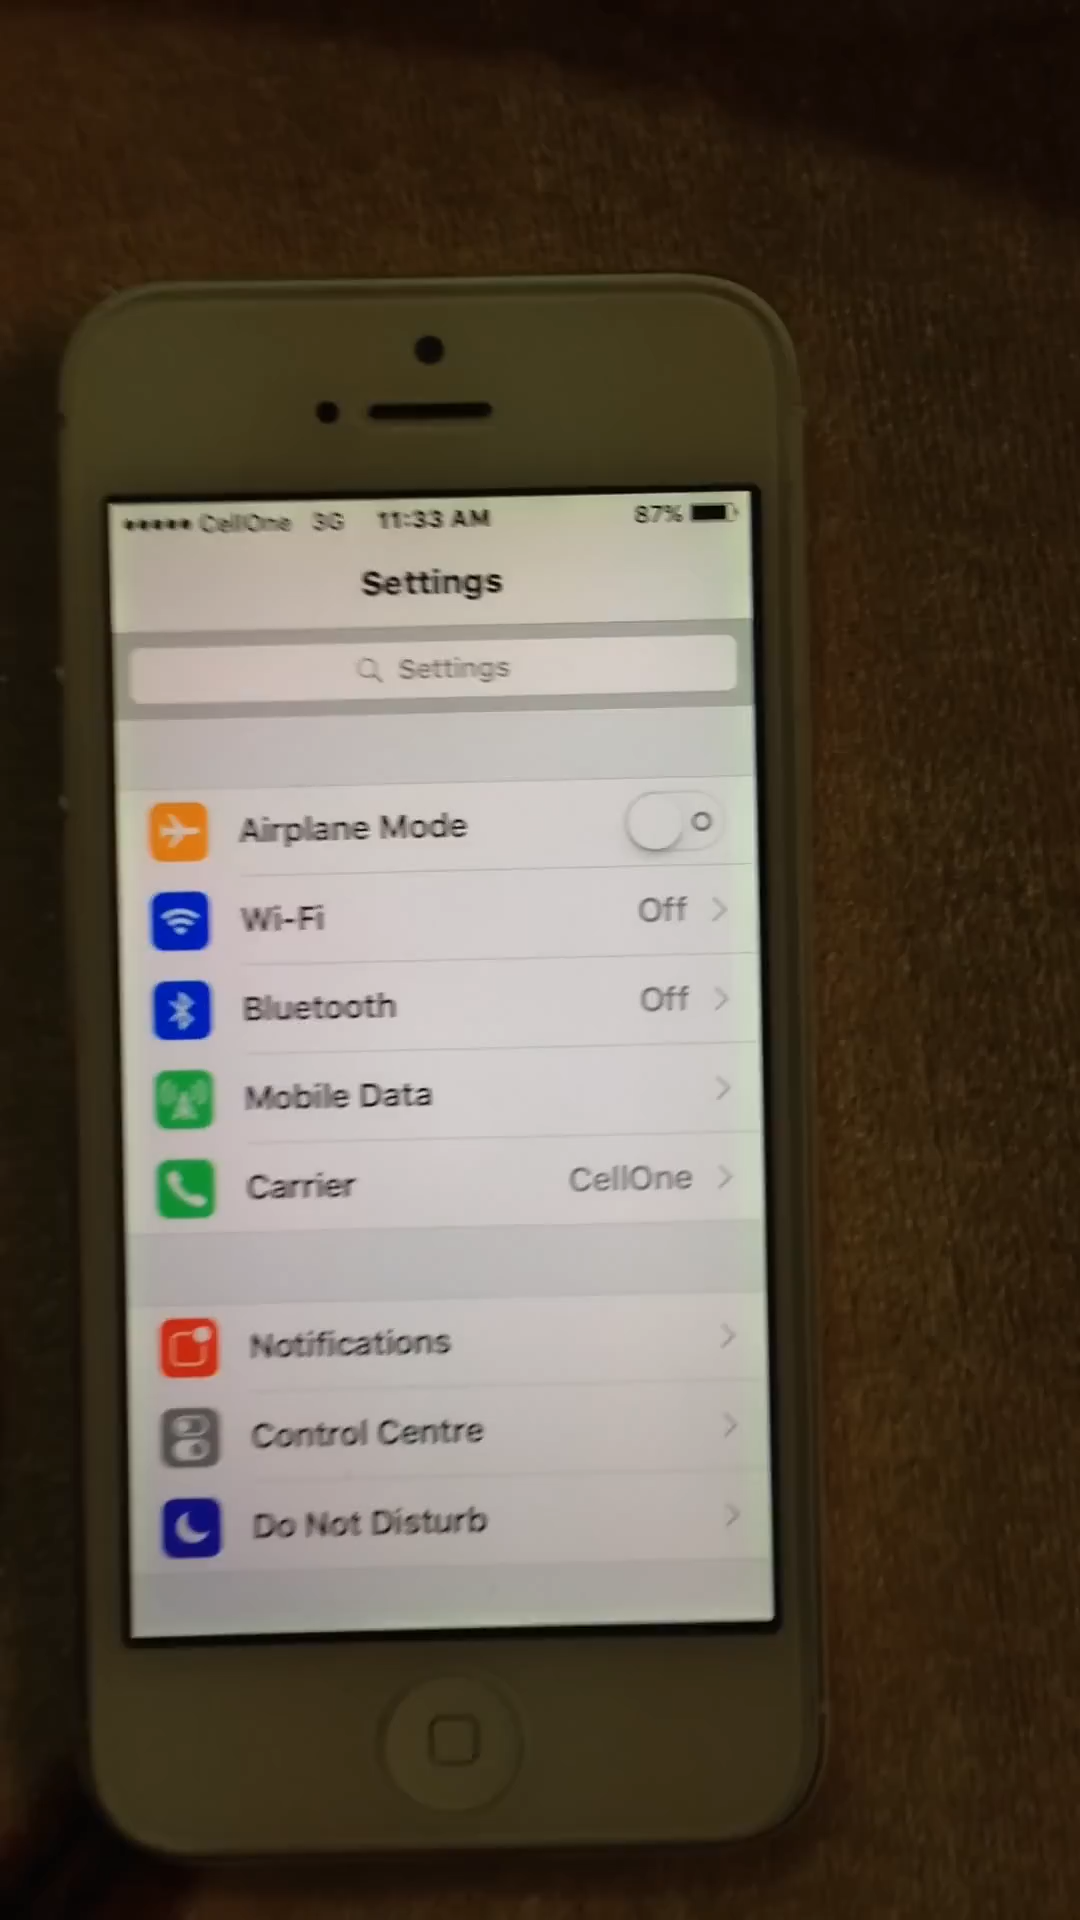 CellOne 3G 11:33 AM 87%
Settings
Settings
Airplane Mode
Wi-Fi Off
Bluetooth Off
Mobile Data
Carrier CellOne
Notifications
Control Centre
Do Not Disturb